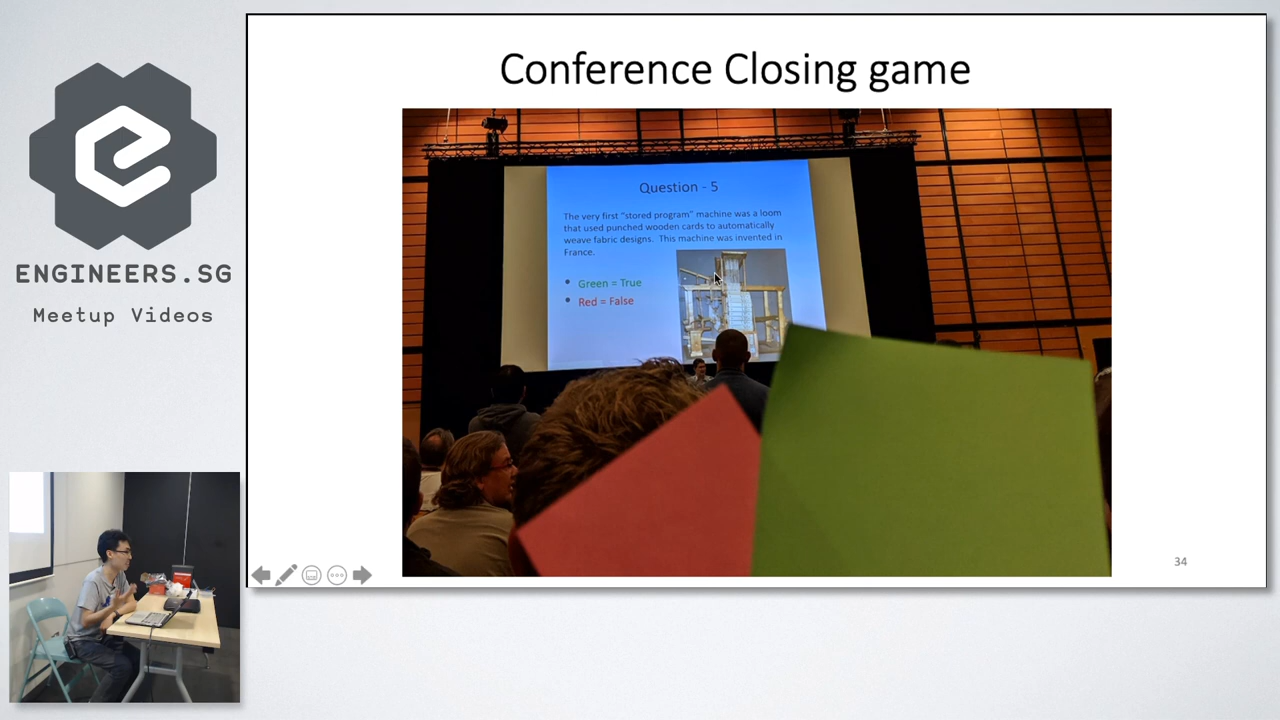 Conference Closing game
ENGINEERS.SG
Meetup Videos
Question - 5
The very first "stored program" machine was a loom
that used punched wooden cards to automatically
weave fabric designs. This machine was invented in
France.
• Green = True
• Red = False
34